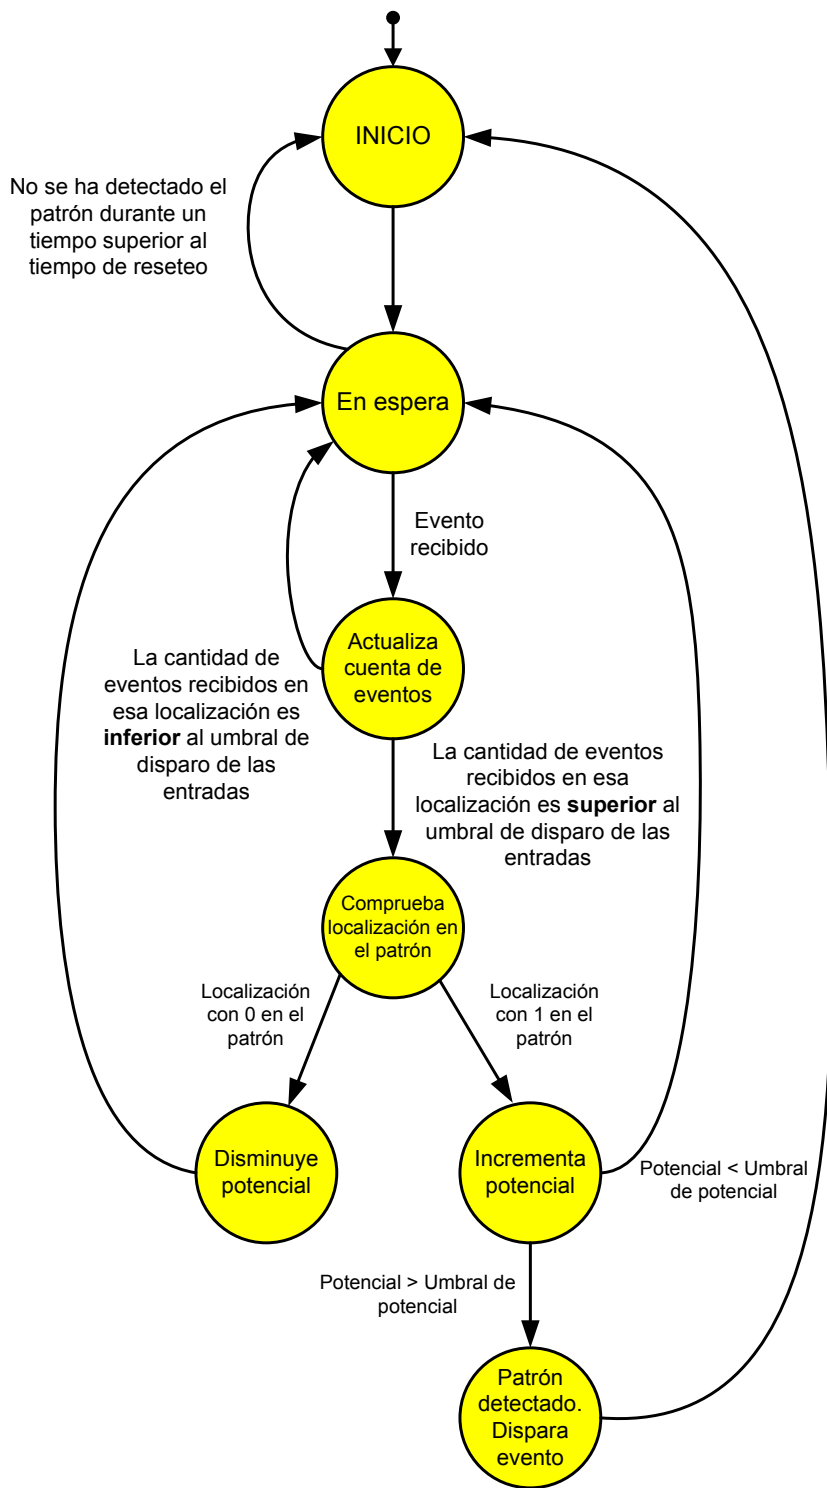 INICIO
No se ha detectado el
patrón durante un
tiempo superior al
tiempo de reseteo
En espera
Evento
recibido
Actualiza
cuenta de
eventos
La cantidad de
eventos recibidos en
esa localización es
inferior al umbral de
disparo de las
entradas
La cantidad de eventos
recibidos en esa
localización es superior al
umbral de disparo de las
entradas
Comprueba
localización en
el patrón
Localización
con 0 en el
patrón
Localización
con 1 en el
patrón
Disminuye
potencial
Incrementa
potencial
Potencial < Umbral
de potencial
Potencial > Umbral de
potencial
Patrón
detectado.
Dispara
evento